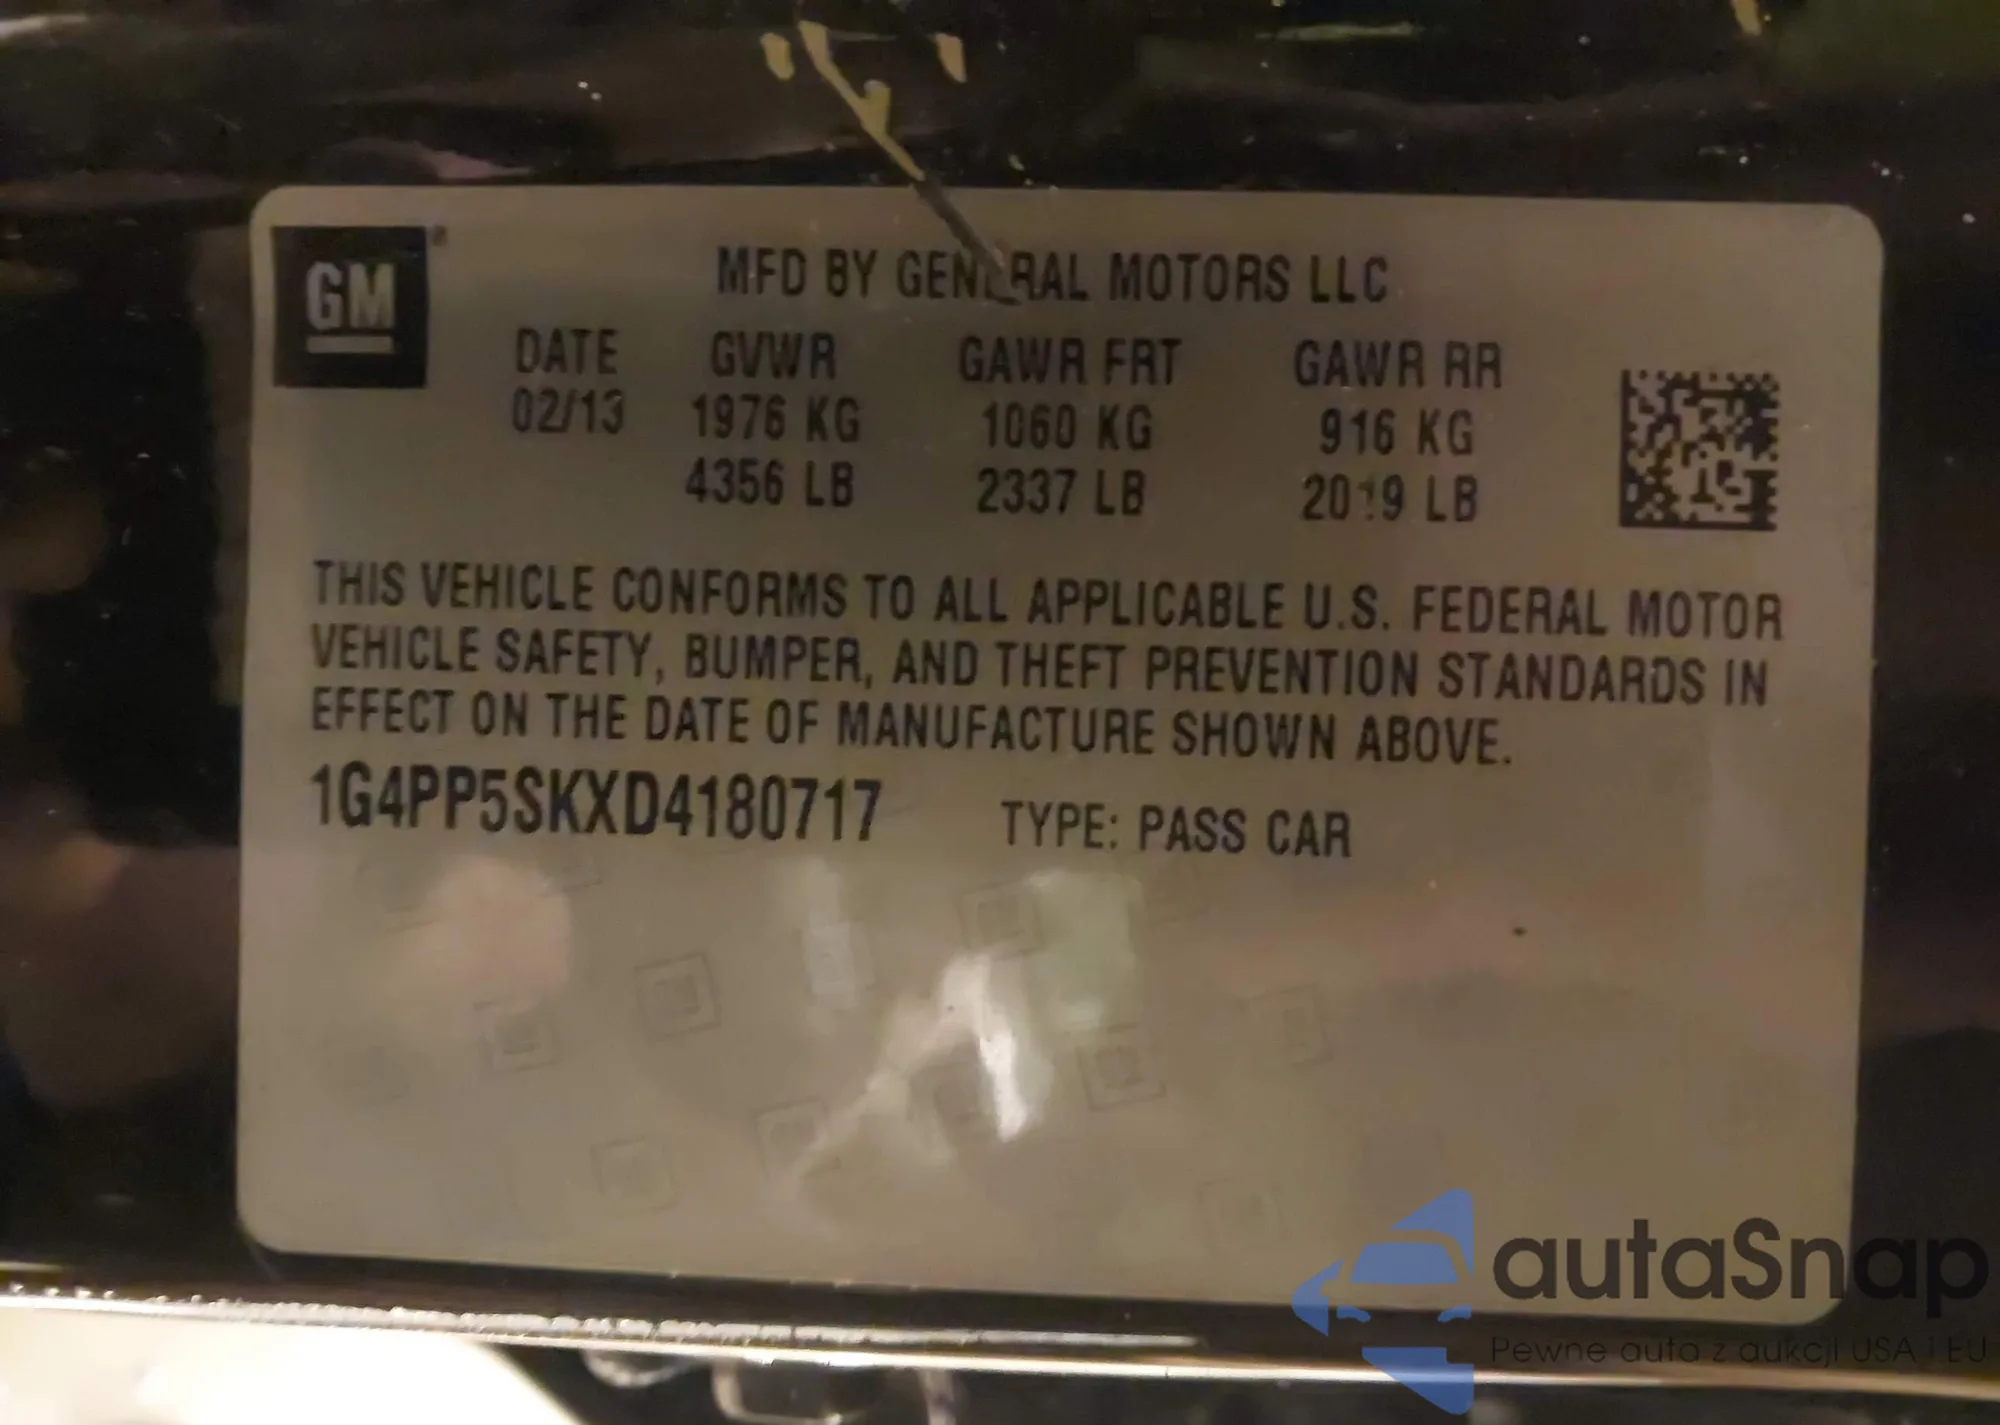 GM
MFD BY GENERAL MOTORS LLC
DATE GVWR GAWR FRT GAWR RR
02/13 1976 KG 1060 KG 916 KG
4356 LB 2337 LB 2019 LB
THIS VEHICLE CONFORMS TO ALL APPLICABLE U.S. FEDERAL MOTOR
VEHICLE SAFETY, BUMPER, AND THEFT PREVENTION STANDARDS IN
EFFECT ON THE DATE OF MANUFACTURE SHOWN ABOVE.
1G4PP5SKXD4180717 TYPE: PASS CAR
autaSnap
Pewne auta z aukcji USA i EU